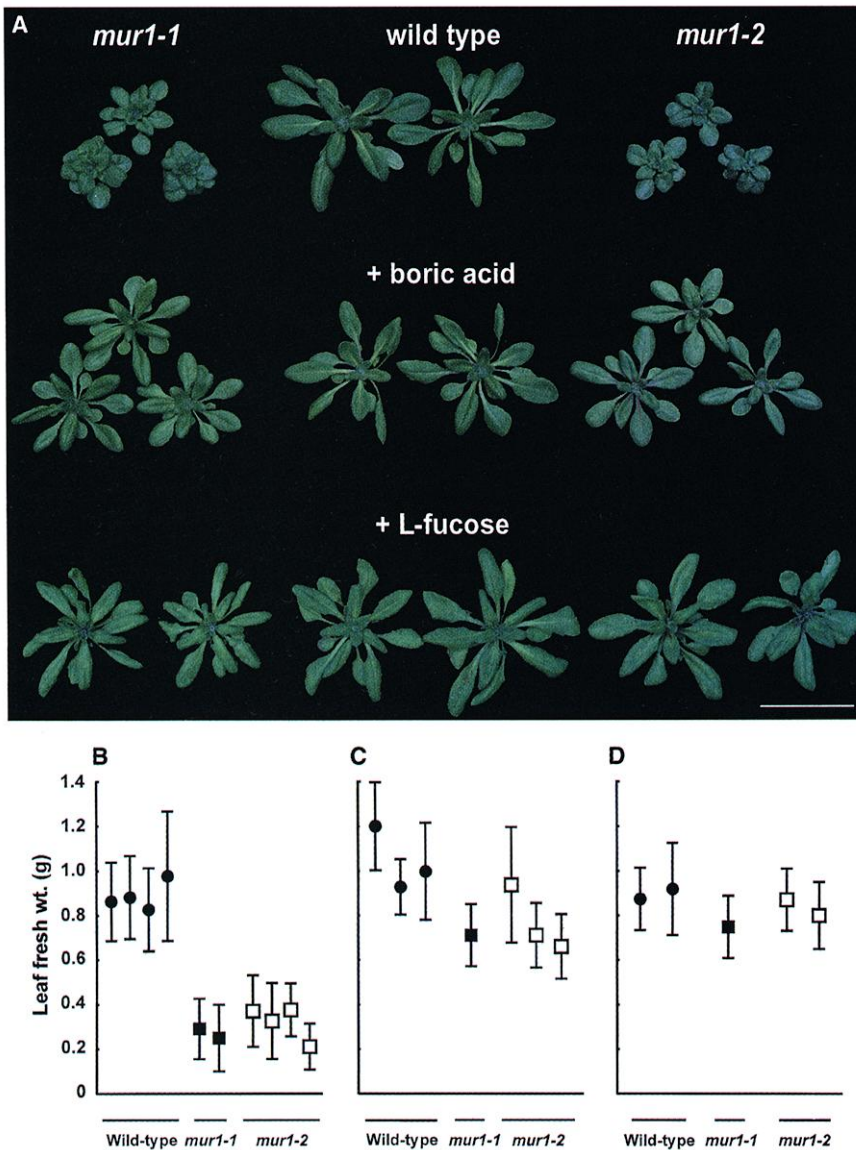 A
mur1-1 wild type mur1-2
+ boric acid
+ L-fucose
B C D
Leaf fresh wt. (g)
1.4
1.2
1.0
0.8
0.6
0.4
0.2
0
Wild-type mur1-1 mur1-2 Wild-type mur1-1 mur1-2 Wild-type mur1-1 mur1-2